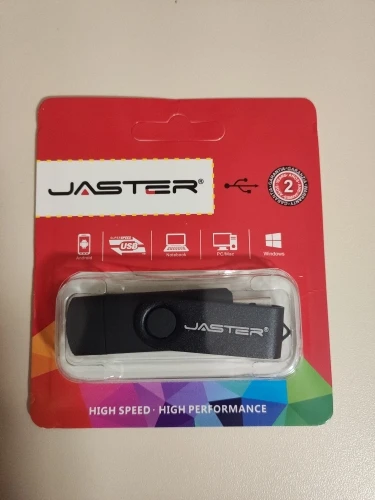 JASTER®
2
Android
USB
Notebook
PC/Mac
Windows
JASTER®
HIGH SPEED · HIGH PERFORMANCE